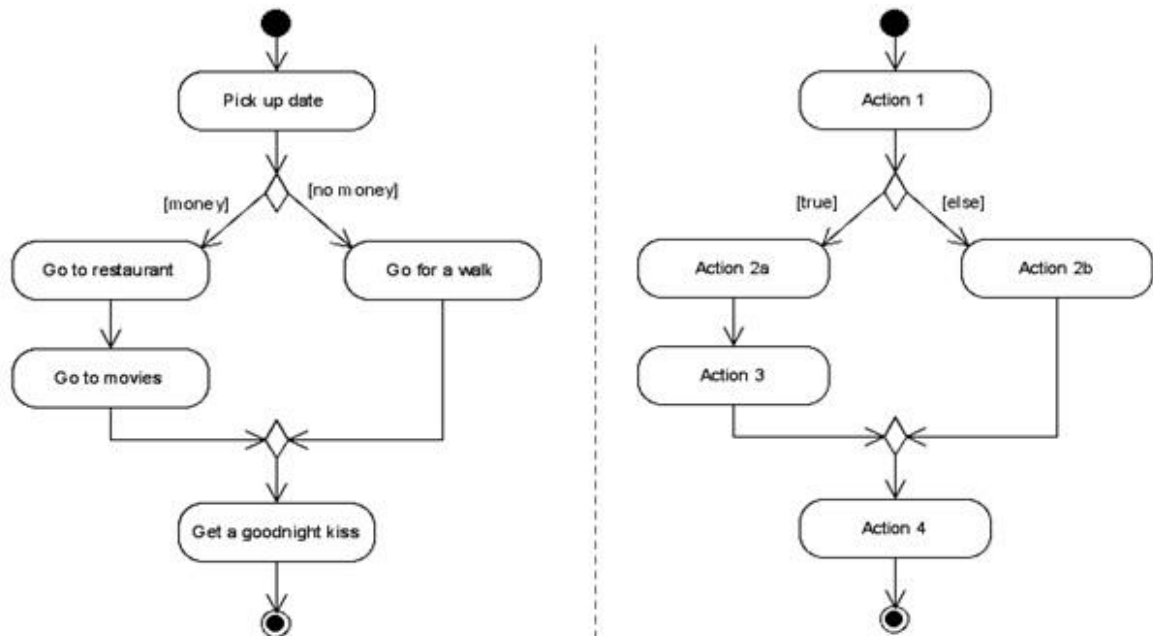 Pick up date
[money]
[no money]
Go to restaurant
Go for a walk
Go to movies
Get a goodnight kiss
Action 1
[true]
[else]
Action 2a
Action 2b
Action 3
Action 4